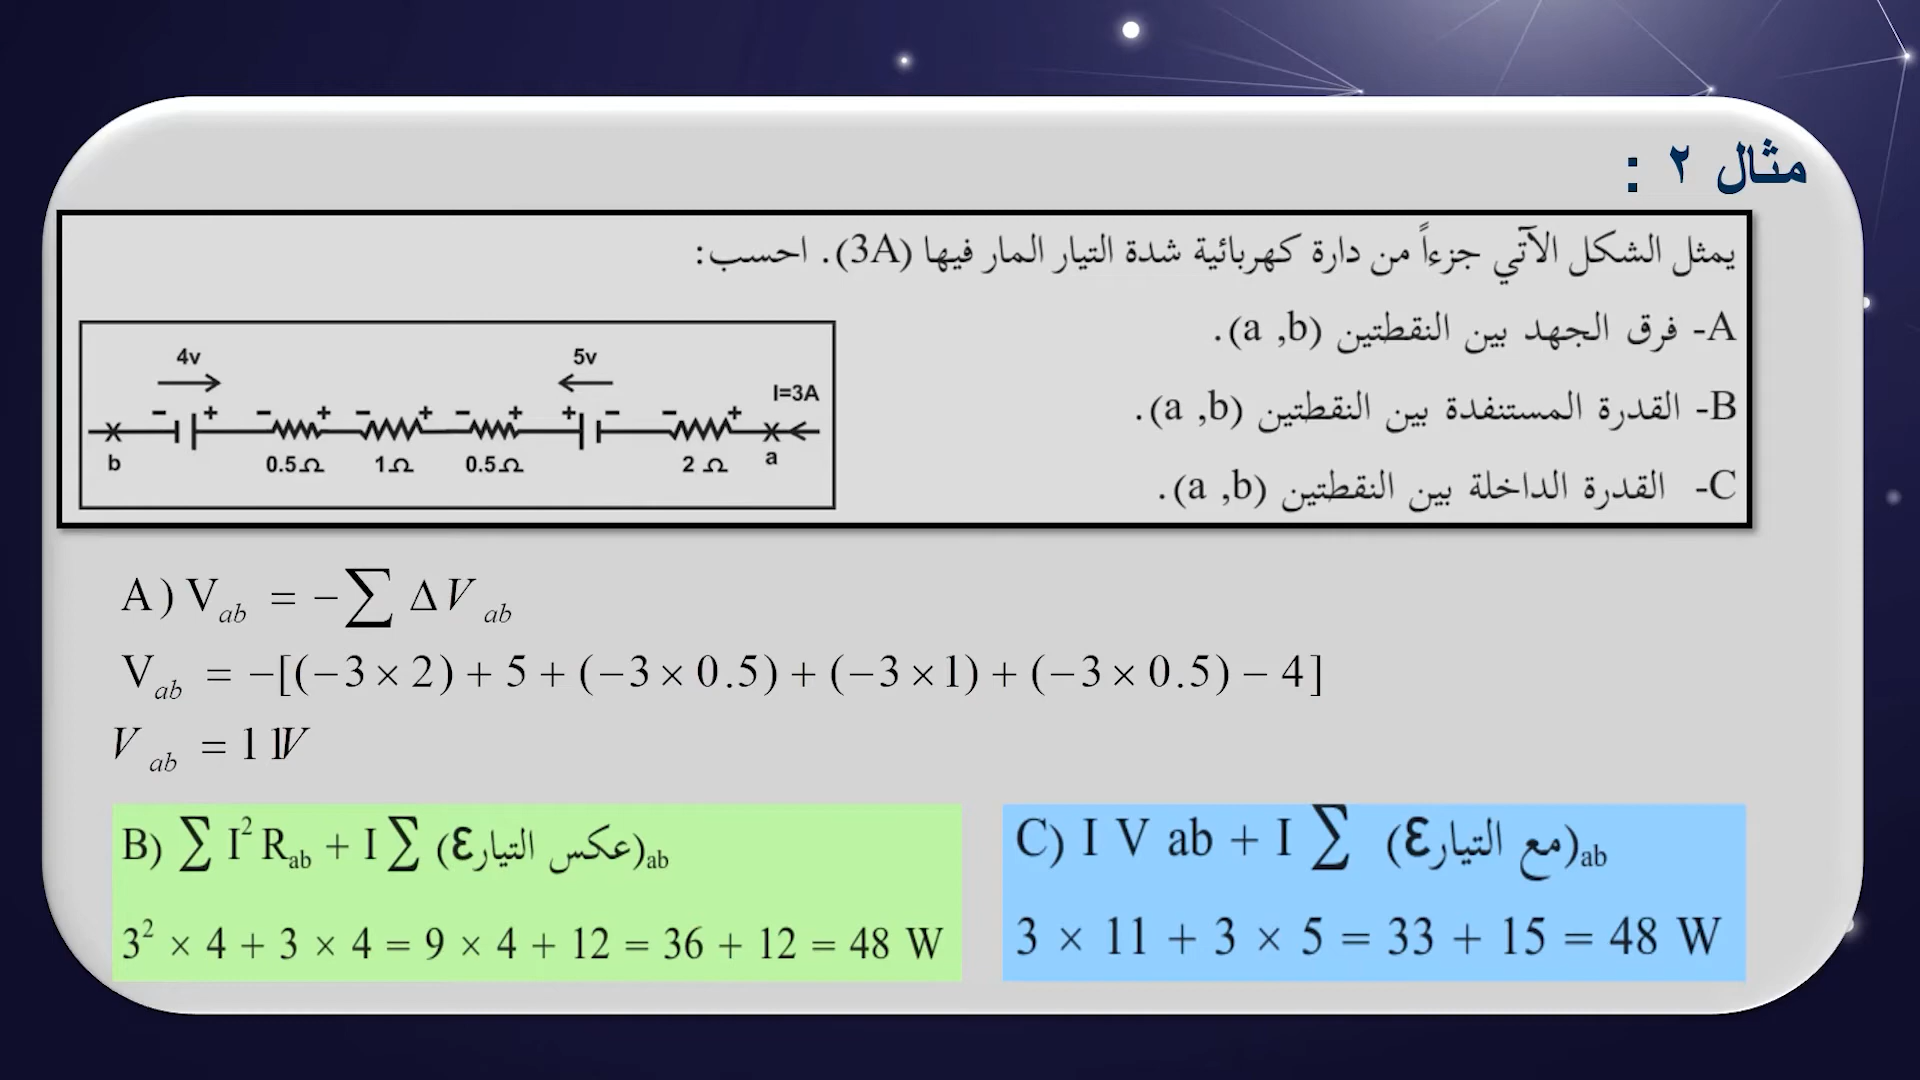 مثال ٢ :
يمثل الشكل الآتي جزءاً من دارة كهربائية شدة التيار المار فيها (3A). احسب:
A- فرق الجهد بين النقطتين (a ,b).
B- القدرة المستنفدة بين النقطتين (a ,b).
C- القدرة الداخلة بين النقطتين (a ,b).
4v 5v
I=3A
- + - + - + - + + - - +
b 0.5Ω 1Ω 0.5Ω 2 Ω a
A ) V_ab = −∑ ΔV_ab
V_ab = −[(−3 × 2) + 5 + (−3 × 0.5) + (−3 × 1) + (−3 × 0.5) − 4]
V_ab = 11V
B) ∑ I² R_ab + I ∑ (عكس التيار٤)_ab
3² × 4 + 3 × 4 = 9 × 4 + 12 = 36 + 12 = 48 W
C) I V ab + I ∑ (مع التيار٤)_ab
3 × 11 + 3 × 5 = 33 + 15 = 48 W